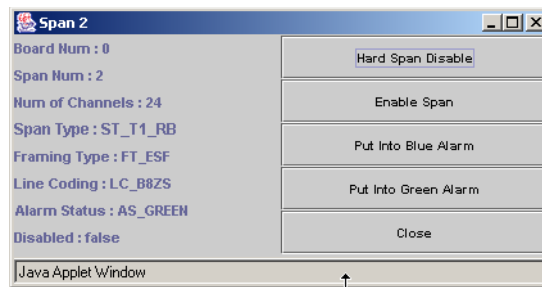 Span 2
Board Num : 0
Span Num : 2
Num of Channels : 24
Span Type : ST_T1_RB
Framing Type : FT_ESF
Line Coding : LC_B8ZS
Alarm Status : AS_GREEN
Disabled : false
Hard Span Disable
Enable Span
Put Into Blue Alarm
Put Into Green Alarm
Close
Java Applet Window